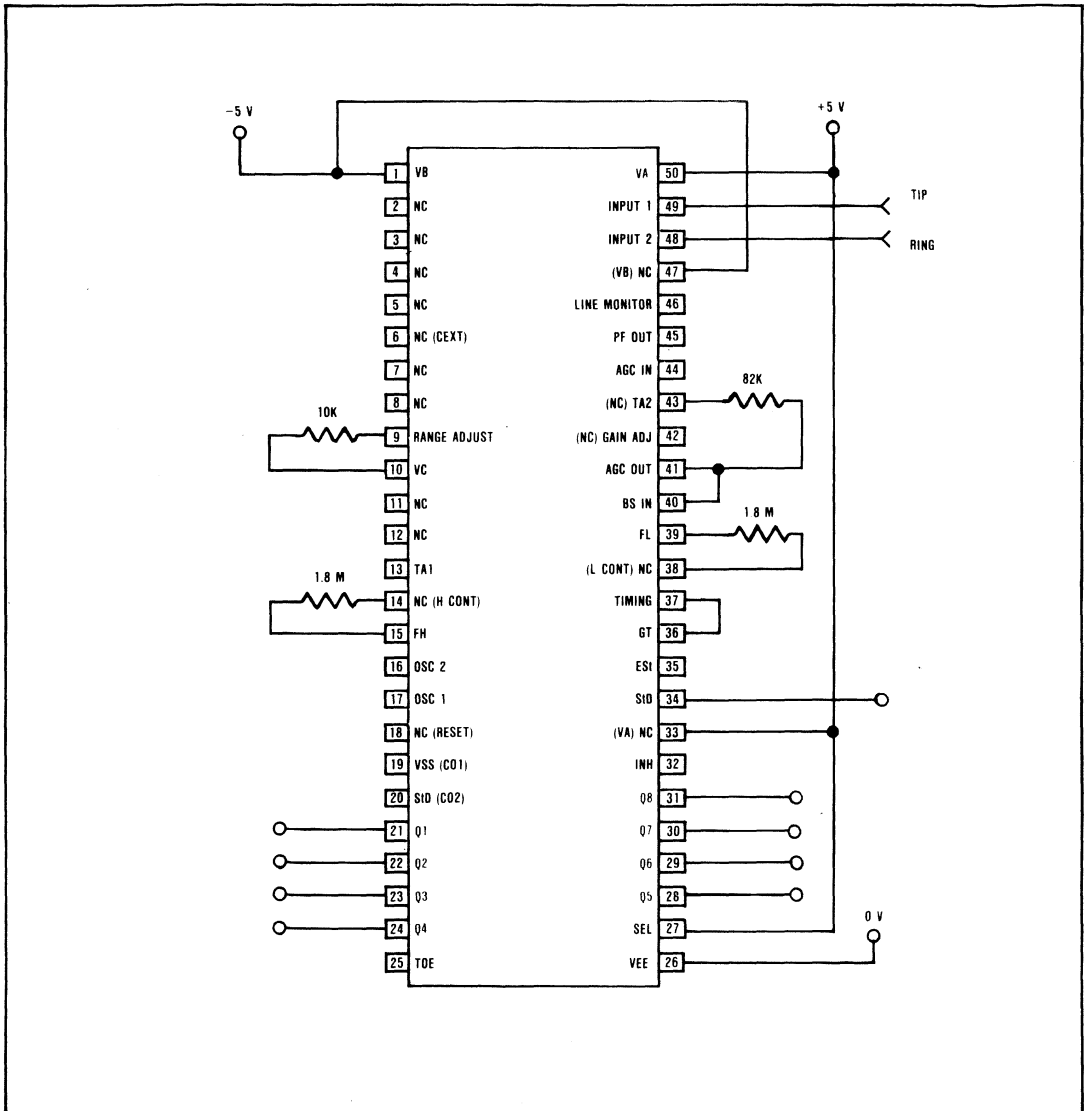 -5 V
+5 V
1 VB
2 NC
3 NC
4 NC
5 NC
6 NC (CEXT)
7 NC
8 NC
10K
9 RANGE ADJUST
10 VC
11 NC
12 NC
13 TA1
1.8 M
14 NC (H CONT)
15 FH
16 OSC 2
17 OSC 1
18 NC (RESET)
19 VSS (CO1)
20 StD (CO2)
21 Q1
22 Q2
23 Q3
24 Q4
25 TOE
VA 50
INPUT 1 49
TIP
INPUT 2 48
RING
(VB) NC 47
LINE MONITOR 46
PF OUT 45
AGC IN 44
82K
(NC) TA2 43
(NC) GAIN ADJ 42
AGC OUT 41
BS IN 40
1 8 M
FL 39
(L CONT) NC 38
TIMING 37
GT 36
ESt 35
StD 34
(VA) NC 33
INH 32
Q8 31
Q7 30
Q6 29
Q5 28
SEL 27
0 V
VEE 26